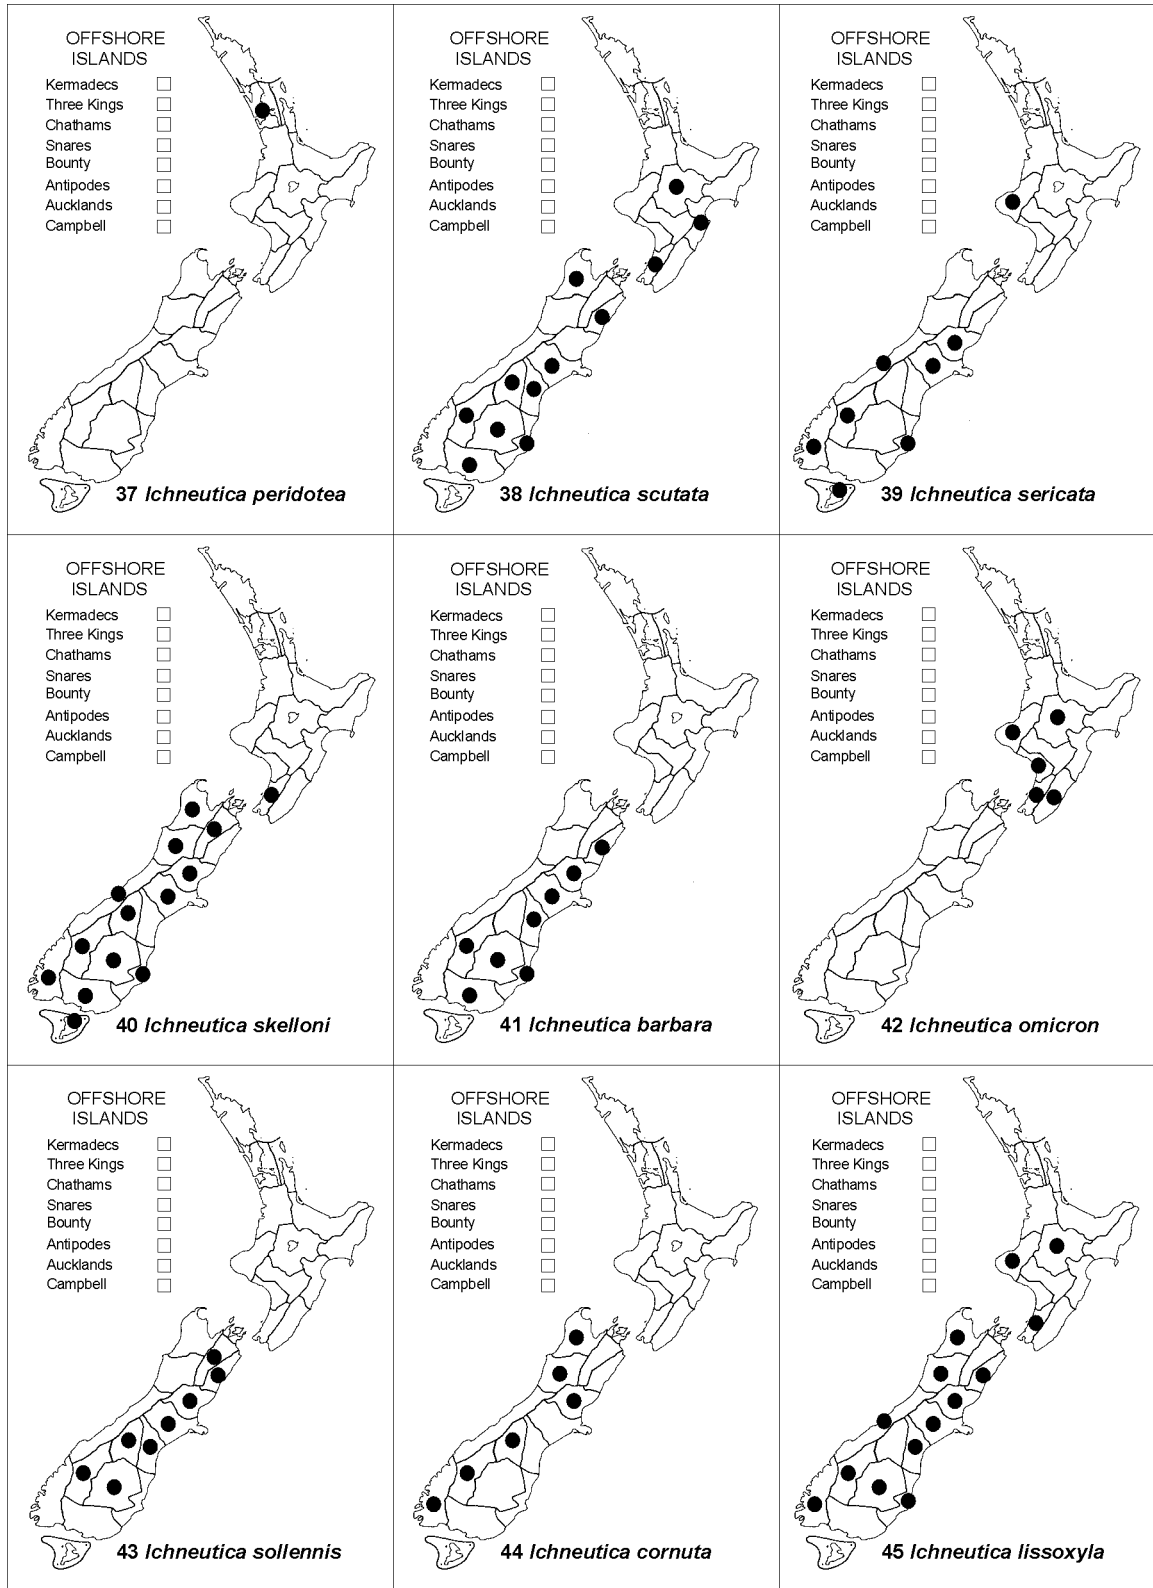 OFFSHORE
ISLANDS
Kermadecs
Three Kings
Chathams
Snares
Bounty
Antipodes
Aucklands
Campbell
37 Ichneutica peridotea
OFFSHORE
ISLANDS
Kermadecs
Three Kings
Chathams
Snares
Bounty
Antipodes
Aucklands
Campbell
38 Ichneutica scutata
OFFSHORE
ISLANDS
Kermadecs
Three Kings
Chathams
Snares
Bounty
Antipodes
Aucklands
Campbell
39 Ichneutica sericata
OFFSHORE
ISLANDS
Kermadecs
Three Kings
Chathams
Snares
Bounty
Antipodes
Aucklands
Campbell
40 Ichneutica skelloni
OFFSHORE
ISLANDS
Kermadecs
Three Kings
Chathams
Snares
Bounty
Antipodes
Aucklands
Campbell
41 Ichneutica barbara
OFFSHORE
ISLANDS
Kermadecs
Three Kings
Chathams
Snares
Bounty
Antipodes
Aucklands
Campbell
42 Ichneutica omicron
OFFSHORE
ISLANDS
Kermadecs
Three Kings
Chathams
Snares
Bounty
Antipodes
Aucklands
Campbell
43 Ichneutica sollennis
OFFSHORE
ISLANDS
Kermadecs
Three Kings
Chathams
Snares
Bounty
Antipodes
Aucklands
Campbell
44 Ichneutica cornuta
OFFSHORE
ISLANDS
Kermadecs
Three Kings
Chathams
Snares
Bounty
Antipodes
Aucklands
Campbell
45 Ichneutica lissoxyla